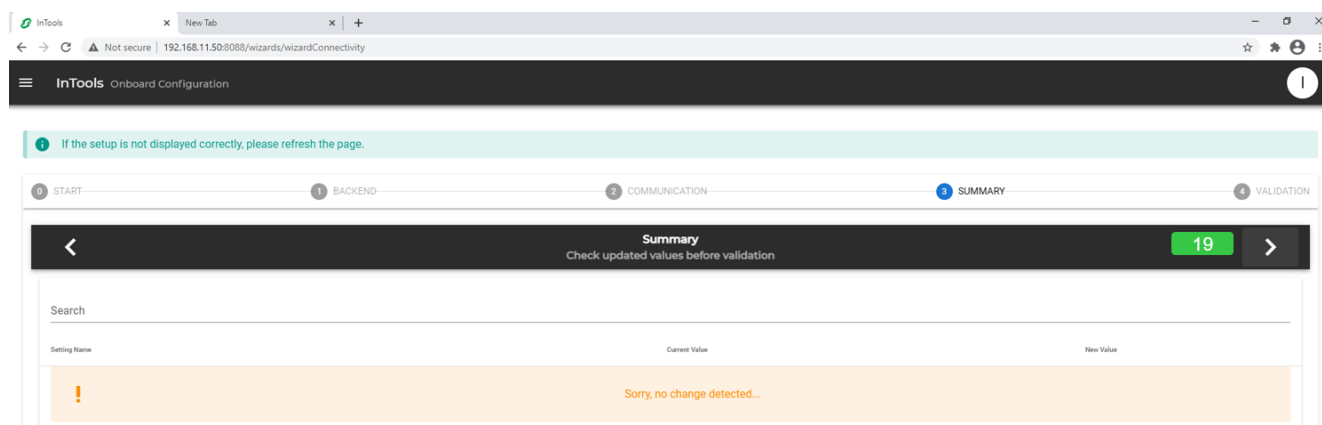 InTools
New Tab
Not secure | 192.168.11.50:8088/wizards/wizardConnectivity
InTools Onboard Configuration
I
If the setup is not displayed correctly, please refresh the page.
0 START 1 BACKEND 2 COMMUNICATION 3 SUMMARY 4 VALIDATION
Summary
Check updated values before validation
19
Search
Setting Name Current Value New Value
! Sorry, no change detected...